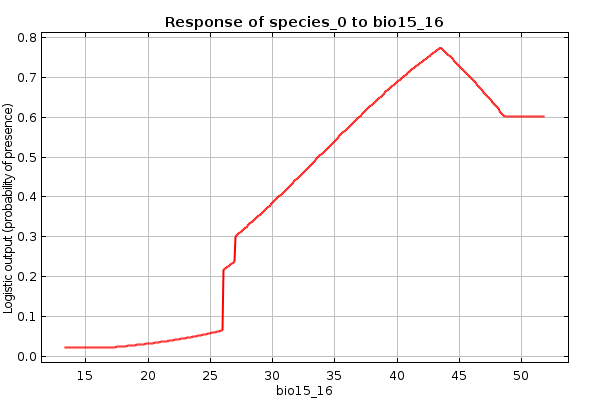 Response of species_0 to bio15_16
Logistic output (probability of presence)
0.8
0.7
0.6
0.5
0.4
0.3
0.2
0.1
0.0
15 20 25 30 35 40 45 50
bio15_16